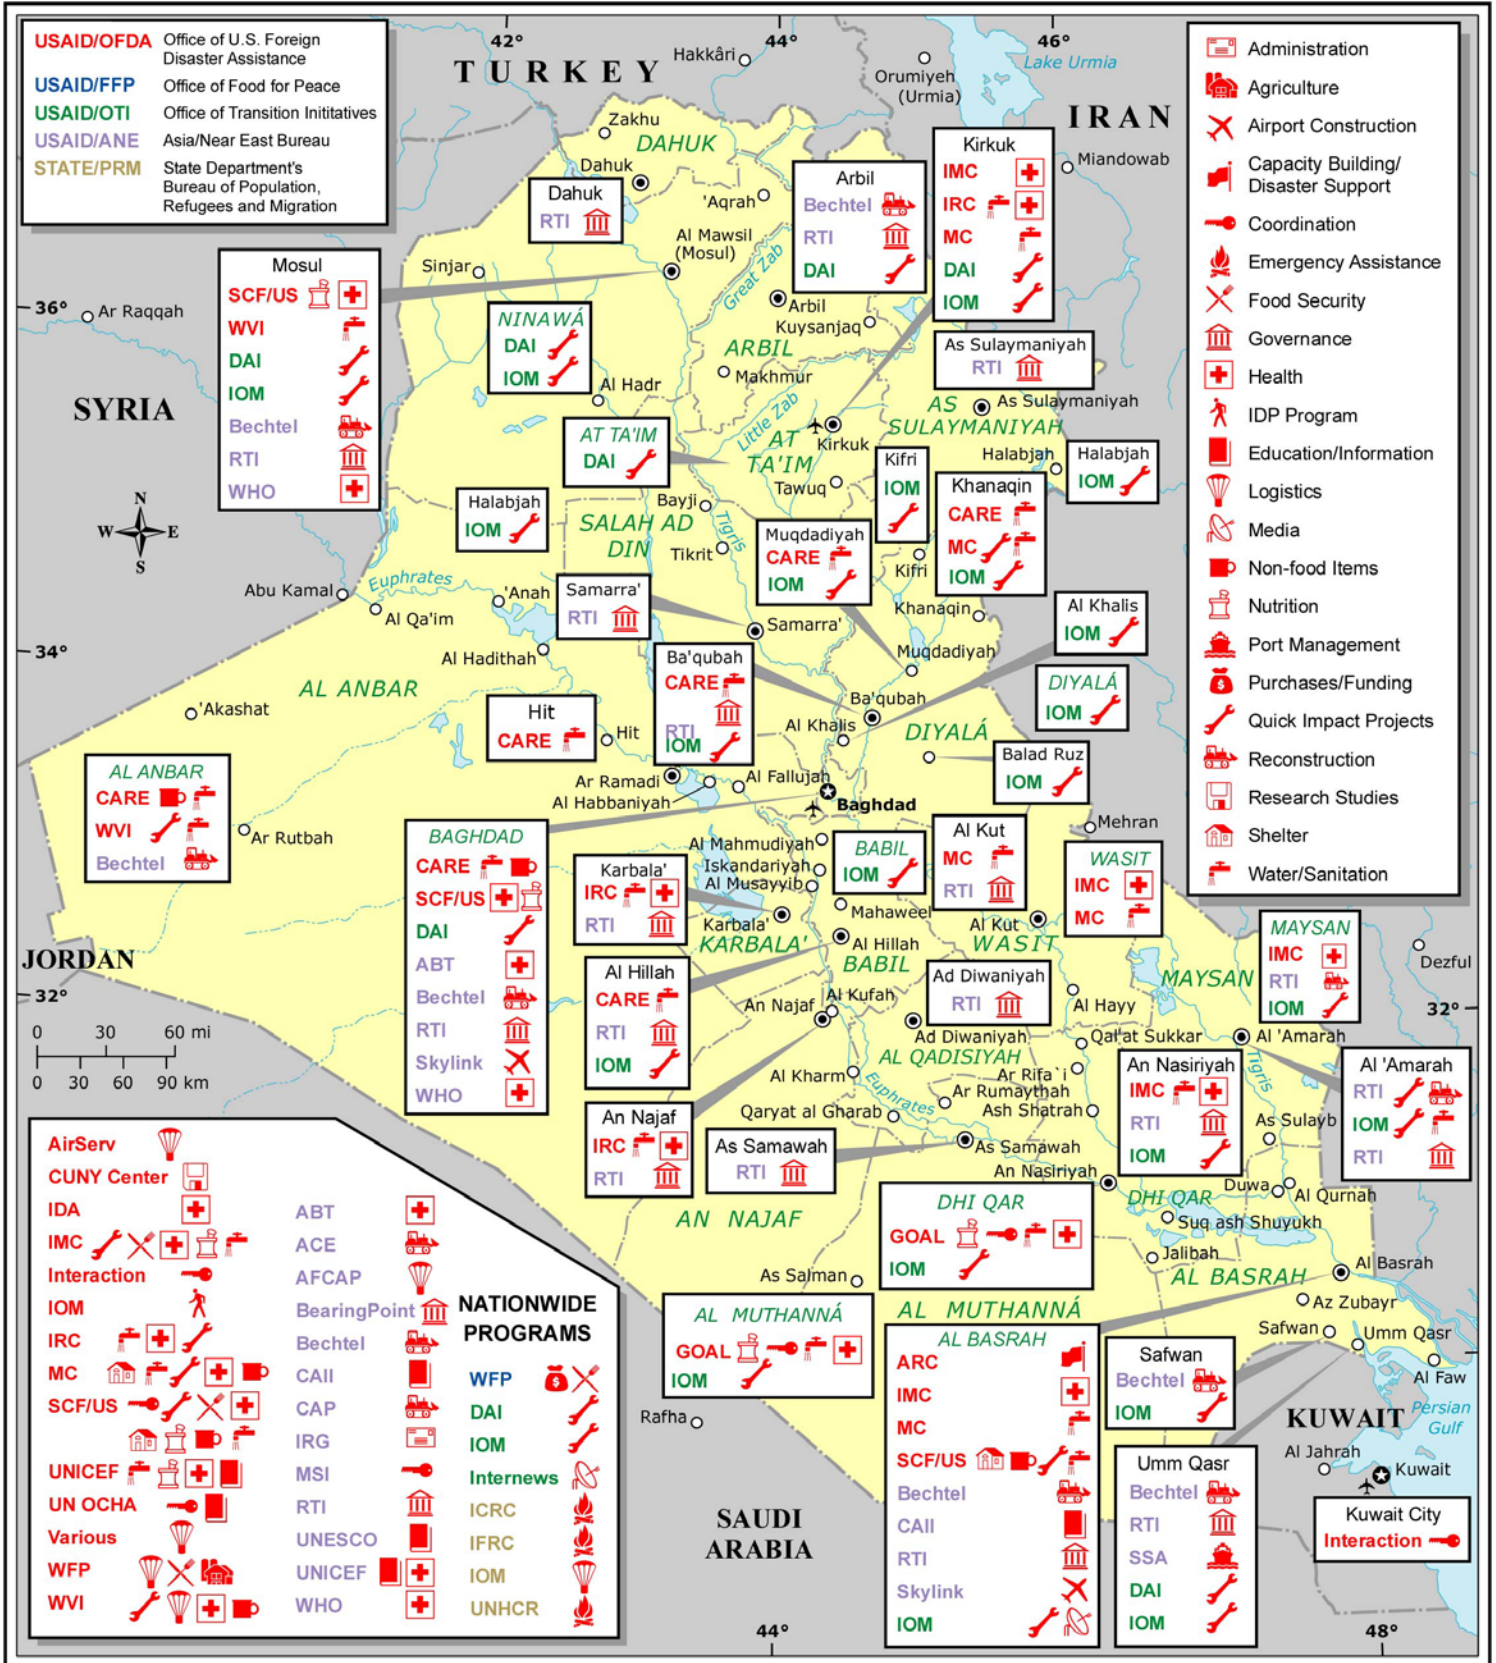 USAID/OFDA Office of U.S. Foreign
Disaster Assistance
USAID/FFP Office of Food for Peace
USAID/OTI Office of Transition Inititatives
USAID/ANE Asia/Near East Bureau
STATE/PRM State Department's
Bureau of Population,
Refugees and Migration
42°
44°
46°
TURKEY
Hakkâri
Orumiyeh
(Urmia)
Lake Urmia
IRAN
Miandowab
Administration
Agriculture
Airport Construction
Capacity Building/
Disaster Support
Coordination
Emergency Assistance
Food Security
Governance
Health
IDP Program
Education/Information
Logistics
Media
Non-food Items
Nutrition
Port Management
Purchases/Funding
Quick Impact Projects
Reconstruction
Research Studies
Shelter
Water/Sanitation
Zakhu
DAHUK
Dahuk
Dahuk
RTI
'Aqrah
Al Mawsil
(Mosul)
Sinjar
Great Zab
Arbil
Bechtel
RTI
DAI
Kirkuk
IMC
IRC
MC
DAI
IOM
Mosul
SCF/US
WVI
DAI
IOM
Bechtel
RTI
WHO
36°
Ar Raqqah
SYRIA
N
W E
S
NINAWÁ
DAI
IOM
Arbil
Kuysanjaq
ARBIL
Makhmur
Al Hadr
As Sulaymaniyah
RTI
As Sulaymaniyah
AS
SULAYMANIYAH
Little Zab
AT
TA'IM
Kirkuk
Tawuq
AT TA'IM
DAI
Halabjah
Halabjah
IOM
Kifri
IOM
Kifri
Khanaqin
CARE
MC
IOM
Khanaqin
Halabjah
IOM
Bayji
SALAH AD
DIN
Tigris
Tikrit
Muqdadiyah
CARE
IOM
Muqdadiyah
Abu Kamal
Euphrates
Al Qa'im
'Anah
Al Hadithah
Samarra'
RTI
Samarra'
Al Khalis
IOM
34°
AL ANBAR
'Akashat
Ba'qubah
CARE
RTI
IOM
Ba'qubah
Al Khalis
DIYALÁ
IOM
DIYALÁ
Hit
CARE
Hit
Balad Ruz
IOM
Ar Ramadi
Al Habbaniyah
Al Fallujah
Baghdad
Mehran
AL ANBAR
CARE
WVI
Bechtel
Ar Rutbah
BAGHDAD
CARE
SCF/US
DAI
ABT
Bechtel
RTI
Skylink
WHO
Al Mahmudiyah
Iskandariyah
Al Musayyib
Mahaweel
BABIL
IOM
Al Kut
MC
RTI
Al Kut
WASIT
WASIT
IMC
MC
Karbala'
IRC
RTI
Karbala'
KARBALA'
Al Hillah
BABIL
Al Hillah
CARE
RTI
IOM
MAYSAN
IMC
RTI
IOM
MAYSAN
Dezful
JORDAN
32°
32°
0 30 60 mi
0 30 60 90 km
An Najaf
Al Kufah
Ad Diwaniyah
RTI
Ad Diwaniyah
AL QADISIYAH
Al Hayy
Qal'at Sukkar
Al 'Amarah
Al 'Amarah
RTI
IOM
RTI
Al Kharm
Euphrates
Ar Rifa`i
Ar Rumaythah
Ash Shatrah
Qaryat al Gharab
An Nasiriyah
IMC
RTI
IOM
Tigris
As Sulayb
An Najaf
IRC
RTI
As Samawah
RTI
As Samawah
An Nasiriyah
DHI QAR
Duwa
Al Qurnah
Suq ash Shuyukh
Jalibah
AN NAJAF
DHI QAR
GOAL
IOM
As Salman
AL BASRAH
Al Basrah
Az Zubayr
Safwan
Umm Qasr
Al Faw
AL MUTHANNÁ
AL MUTHANNÁ
GOAL
IOM
Rafha
AL BASRAH
ARC
IMC
MC
SCF/US
Bechtel
CAII
RTI
Skylink
IOM
Safwan
Bechtel
IOM
Umm Qasr
Bechtel
RTI
SSA
DAI
IOM
KUWAIT
Persian
Gulf
Al Jahrah
Kuwait
Kuwait City
Interaction
SAUDI
ARABIA
AirServ
CUNY Center
IDA
IMC
Interaction
IOM
IRC
MC
SCF/US
UNICEF
UN OCHA
Various
WFP
WVI
ABT
ACE
AFCAP
BearingPoint
Bechtel
CAII
CAP
IRG
MSI
RTI
UNESCO
UNICEF
WHO
NATIONWIDE
PROGRAMS
WFP
DAI
IOM
Internews
ICRC
IFRC
IOM
UNHCR
44°
48°